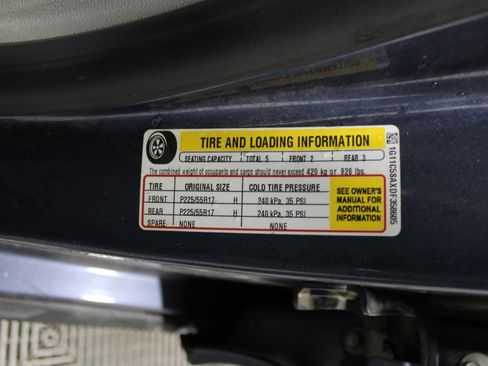 TIRE AND LOADING INFORMATION
SEATING CAPACITY TOTAL 5 FRONT 2 REAR 3
The combined weight of occupants and cargo should never exceed 420 kg or 926 lbs.
TIRE ORIGINAL SIZE COLD TIRE PRESSURE
FRONT P225/55R17 H 240 kPa, 35 PSI
REAR P225/55R17 H 240 kPa, 35 PSI
SPARE NONE NONE
SEE OWNER'S
MANUAL FOR
ADDITIONAL
INFORMATION
1G11C5SAXDF358605